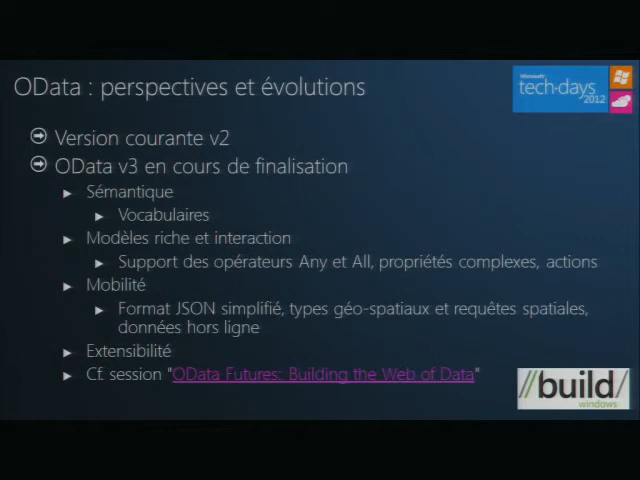 OData : perspectives et évolutions
Microsoft
tech·days
2012
Version courante v2
OData v3 en cours de finalisation
Sémantique
Vocabulaires
Modèles riche et interaction
Support des opérateurs Any et All, propriétés complexes, actions
Mobilité
Format JSON simplifié, types géo-spatiaux et requêtes spatiales,
données hors ligne
Extensibilité
Cf. session "OData Futures: Building the Web of Data"
//build/
windows